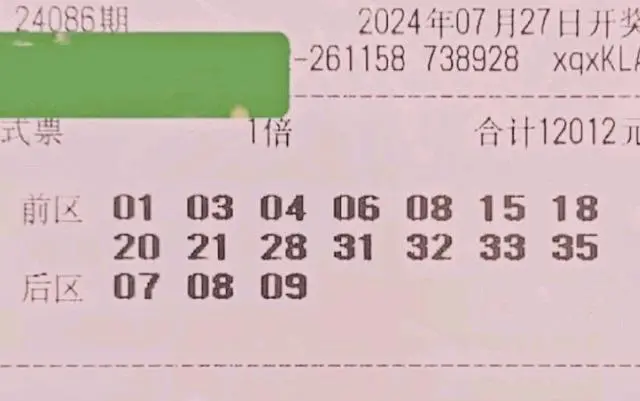 24086期
2024年07月27日开奖
-261158 738928 xqxKLA
式票
1倍
合计12012元
前区 01 03 04 06 08 15 18
20 21 28 31 32 33 35
后区 07 08 09